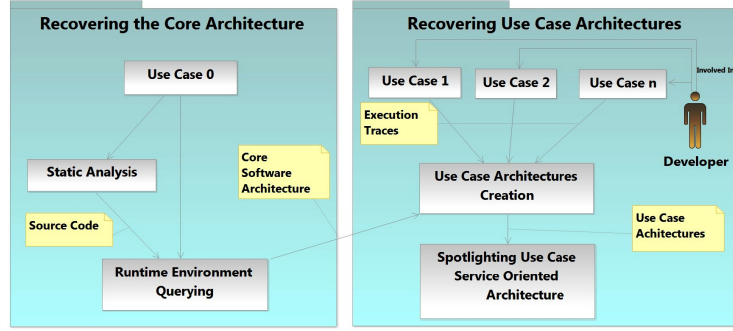 Recovering the Core Architecture
Use Case 0
Static Analysis
Source Code
Core
Software
Architecture
Runtime Environment
Querying
Recovering Use Case Architectures
Involved In
Use Case 1
Use Case 2
Use Case n
Execution
Traces
Developer
Use Case Architectures
Creation
Use Case
Achitectures
Spotlighting Use Case
Service Oriented
Architecture